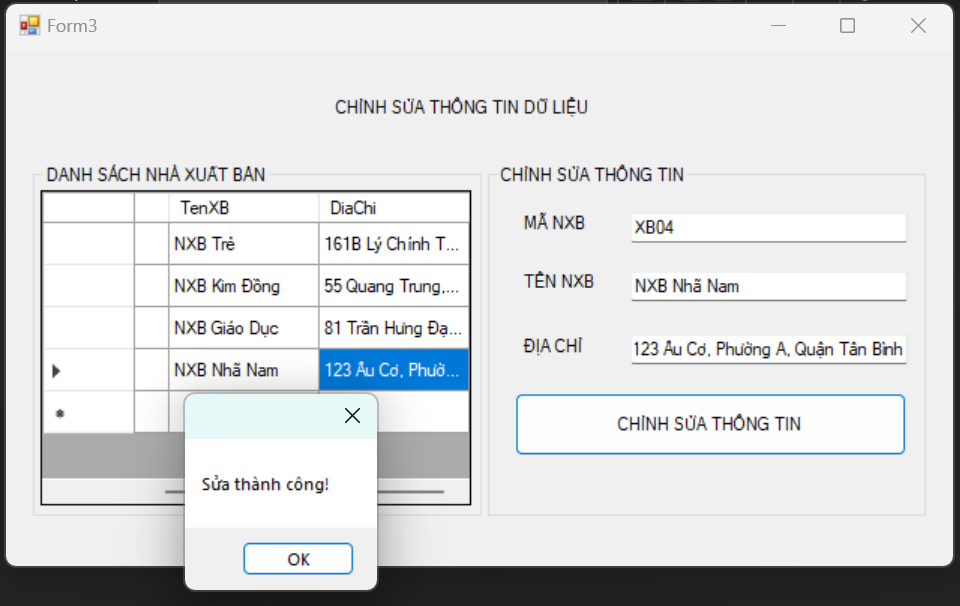 Form3
CHỈNH SỬA THÔNG TIN DỮ LIỆU
DANH SÁCH NHÀ XUẤT BẢN
TenXB DiaChi
NXB Trẻ 161B Lý Chính T...
NXB Kim Đồng 55 Quang Trung,...
NXB Giáo Dục 81 Trần Hưng Đạ...
NXB Nhã Nam 123 Âu Cơ, Phườ...
CHỈNH SỬA THÔNG TIN
MÃ NXB XB04
TÊN NXB NXB Nhã Nam
ĐỊA CHỈ 123 Âu Cơ, Phường A, Quận Tân Bình
CHỈNH SỬA THÔNG TIN
Sửa thành công!
OK